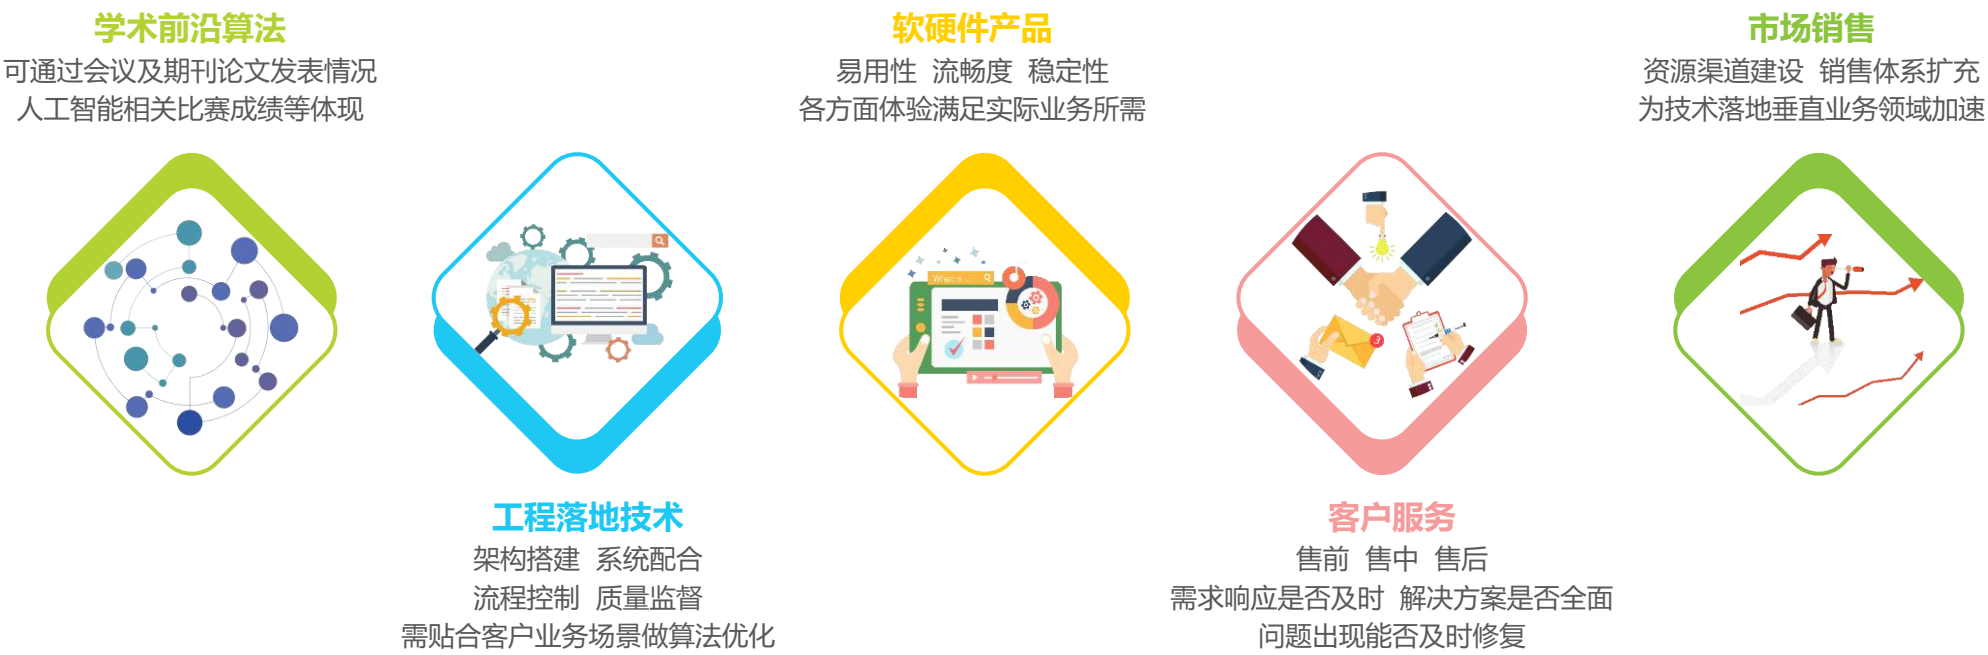 学术前沿算法
可通过会议及期刊论文发表情况
人工智能相关比赛成绩等体现
工程落地技术
架构搭建 系统配合
流程控制 质量监督
需贴合客户业务场景做算法优化
软硬件产品
易用性 流畅度 稳定性
各方面体验满足实际业务所需
What is
客户服务
售前 售中 售后
需求响应是否及时 解决方案是否全面
问题出现能否及时修复
3
市场销售
资源渠道建设 销售体系扩充
为技术落地垂直业务领域加速